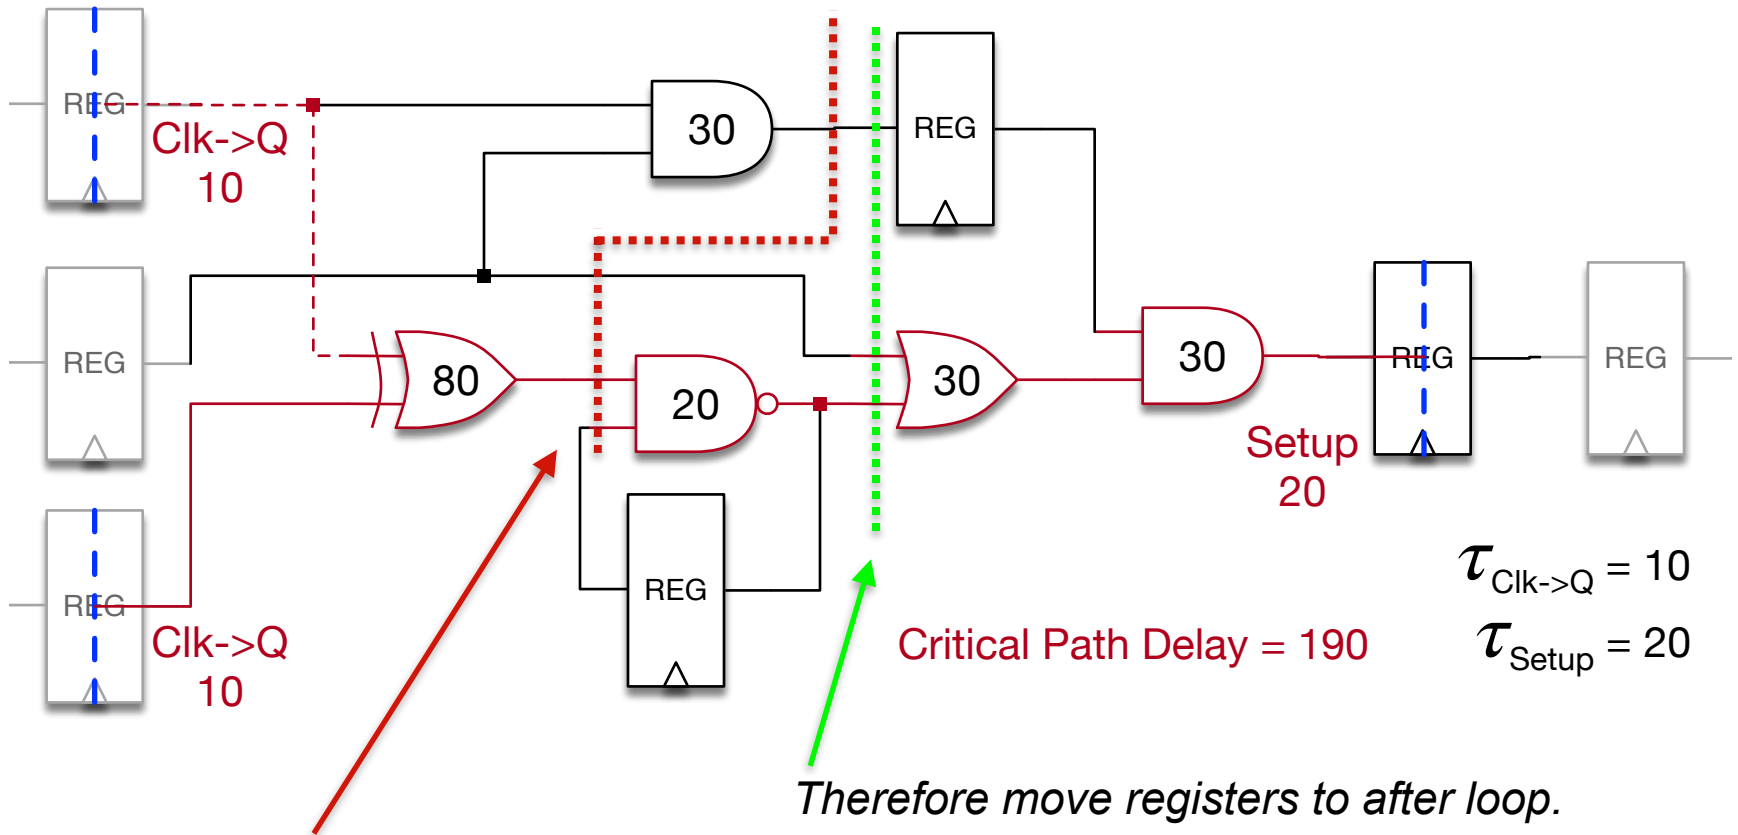 REG
Clk->Q
10
30
REG
REG
80
20
30
30
REG
REG
Setup
20
REG
Clk->Q
10
REG
τClk->Q = 10
τSetup = 20
Critical Path Delay = 190
Therefore move registers to after loop.